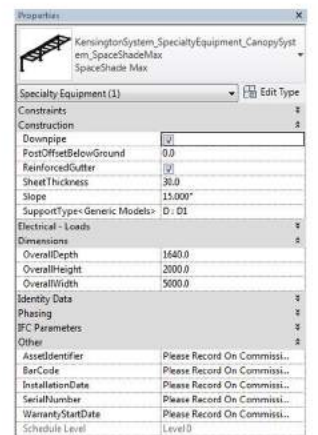 Properties
KensingtonSystem_SpecialtyEquipment_CanopySyst
em_SpaceShadeMax
SpaceShade Max
Specialty Equipment (1) Edit Type
Constraints
Construction
Downpipe
PostOffsetBelowGround 0.0
ReinforcedGutter
SheetThickness 30.0
Slope 15.000°
SupportType<Generic Models> D : D1
Electrical - Loads
Dimensions
OverallDepth 1640.0
OverallHeight 2000.0
OverallWidth 5000.0
Identity Data
Phasing
IFC Parameters
Other
AssetIdentifier Please Record On Commissi...
BarCode Please Record On Commissi...
InstallationDate Please Record On Commissi...
SerialNumber Please Record On Commissi...
WarrantyStartDate Please Record On Commissi...
Schedule Level Level 0